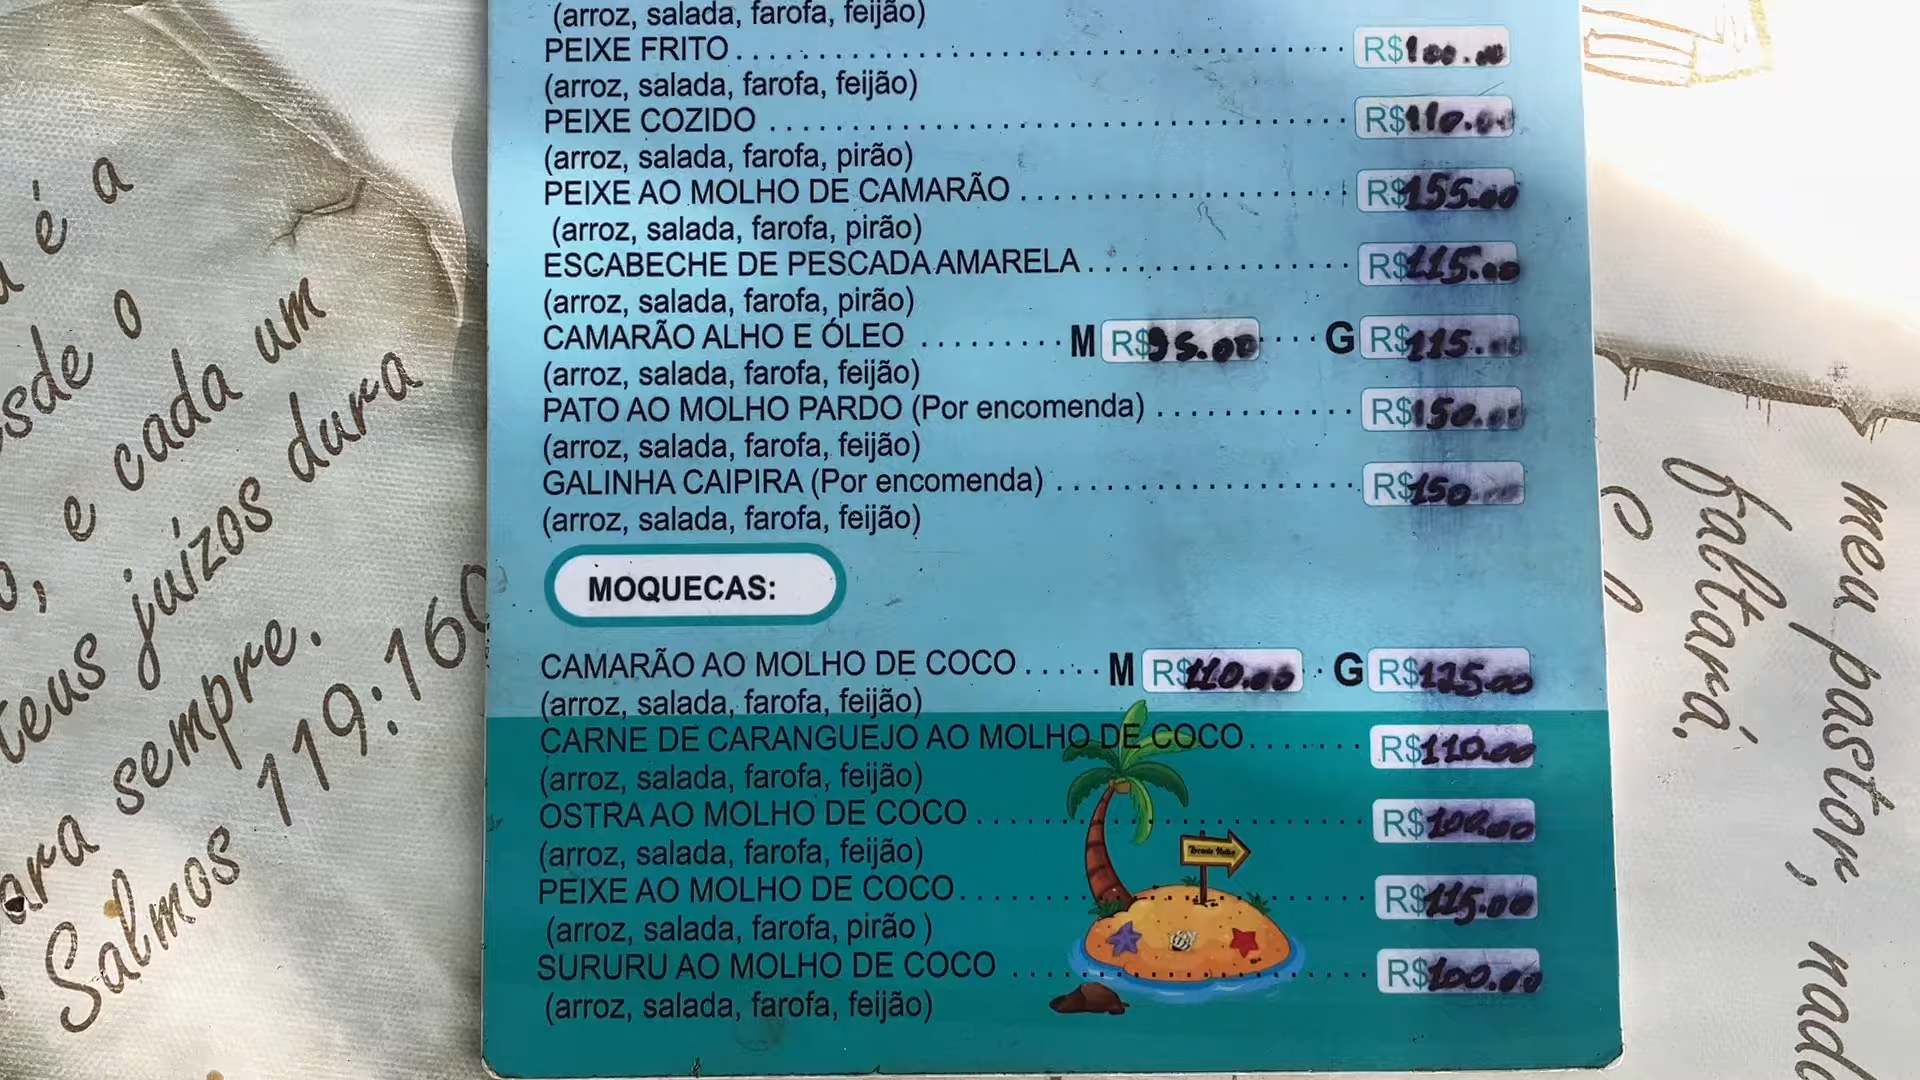 (arroz, salada, farofa, feijão)
PEIXE FRITO R$100.00
(arroz, salada, farofa, feijão)
PEIXE COZIDO R$110.00
(arroz, salada, farofa, pirão)
PEIXE AO MOLHO DE CAMARÃO R$155.00
(arroz, salada, farofa, pirão)
ESCABECHE DE PESCADA AMARELA R$115.00
(arroz, salada, farofa, pirão)
CAMARÃO ALHO E ÓLEO M R$95.00 G R$115.00
(arroz, salada, farofa, feijão)
PATO AO MOLHO PARDO (Por encomenda) R$150.00
(arroz, salada, farofa, feijão)
GALINHA CAIPIRA (Por encomenda) R$150.00
(arroz, salada, farofa, feijão)
MOQUECAS:
CAMARÃO AO MOLHO DE COCO M R$110.00 G R$125.00
(arroz, salada, farofa, feijão)
CARNE DE CARANGUEJO AO MOLHO DE COCO R$110.00
(arroz, salada, farofa, feijão)
OSTRA AO MOLHO DE COCO R$100.00
(arroz, salada, farofa, feijão)
PEIXE AO MOLHO DE COCO R$115.00
(arroz, salada, farofa, pirão )
SURURU AO MOLHO DE COCO R$100.00
(arroz, salada, farofa, feijão)
é a
o
e cada um
teus juízos dura
para sempre.
Salmos 119:160
meu pastor, nada
faltará.